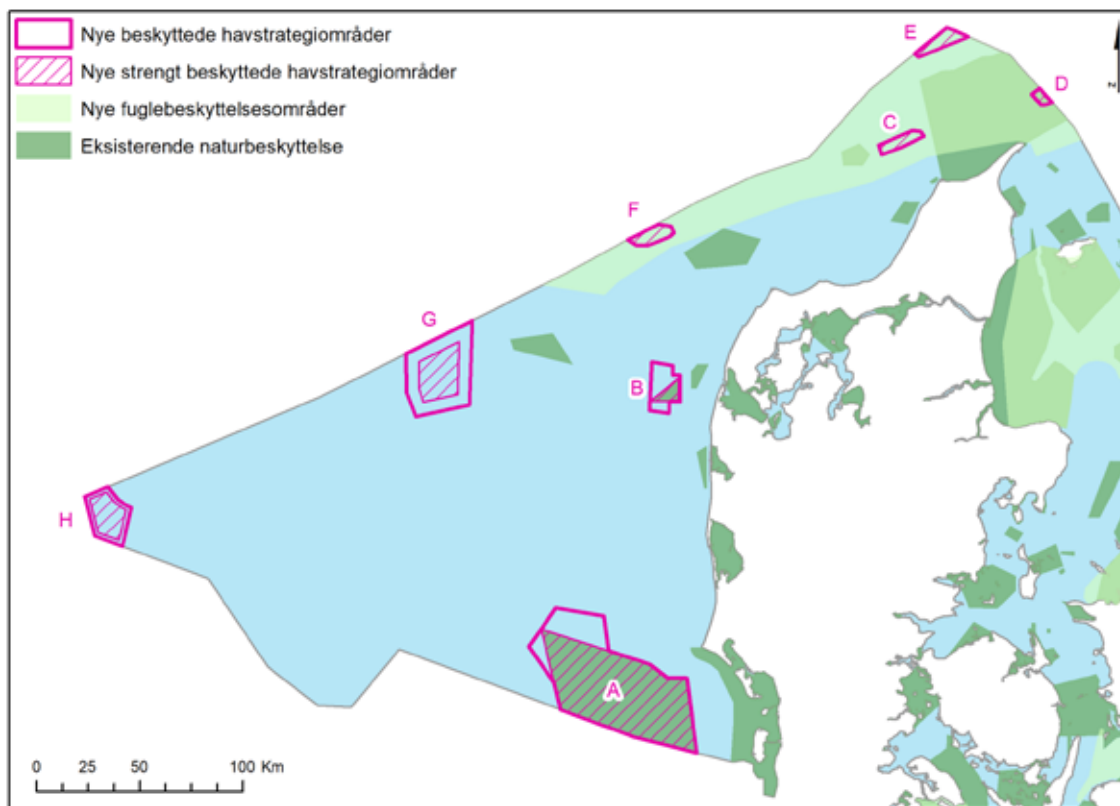 Nye beskyttede havstrategiområder
Nye strengt beskyttede havstrategiområder
Nye fuglebeskyttelsesområder
Eksisterende naturbeskyttelse
E
D
C
F
G
B
H
A
N
0 25 50 100 Km